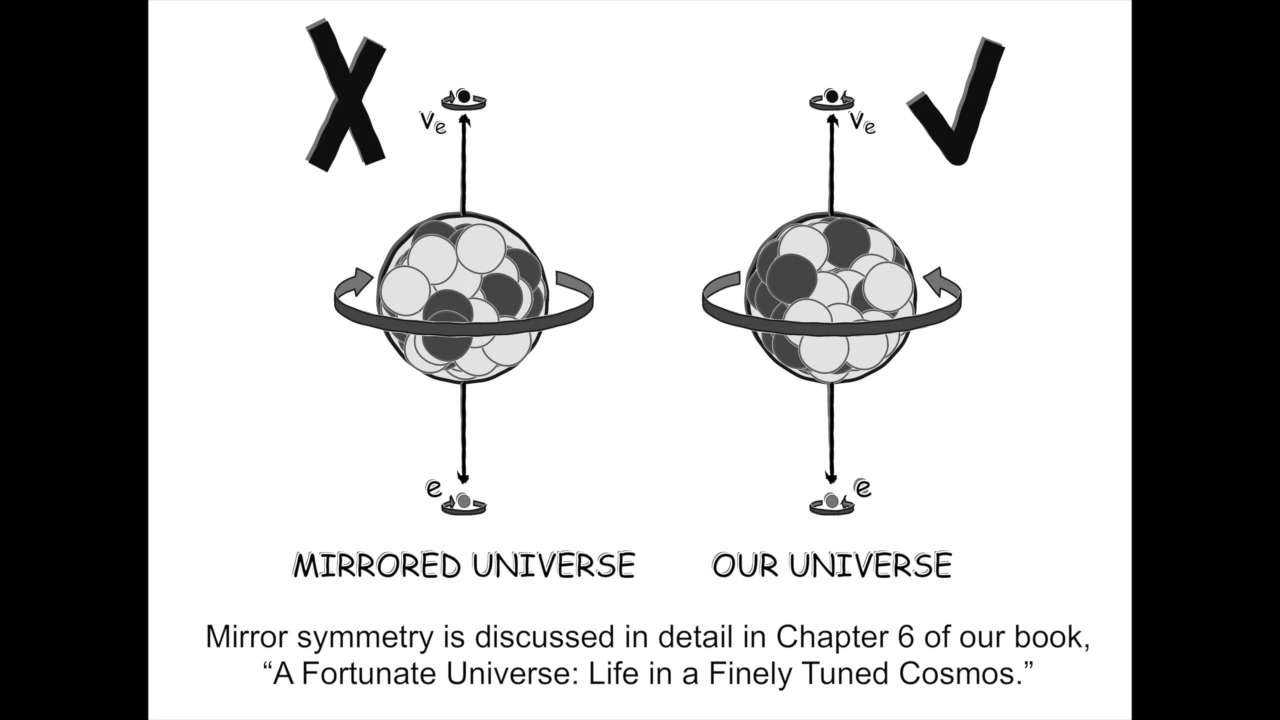 νe νe
e e
MIRRORED UNIVERSE OUR UNIVERSE
Mirror symmetry is discussed in detail in Chapter 6 of our book,
“A Fortunate Universe: Life in a Finely Tuned Cosmos.”